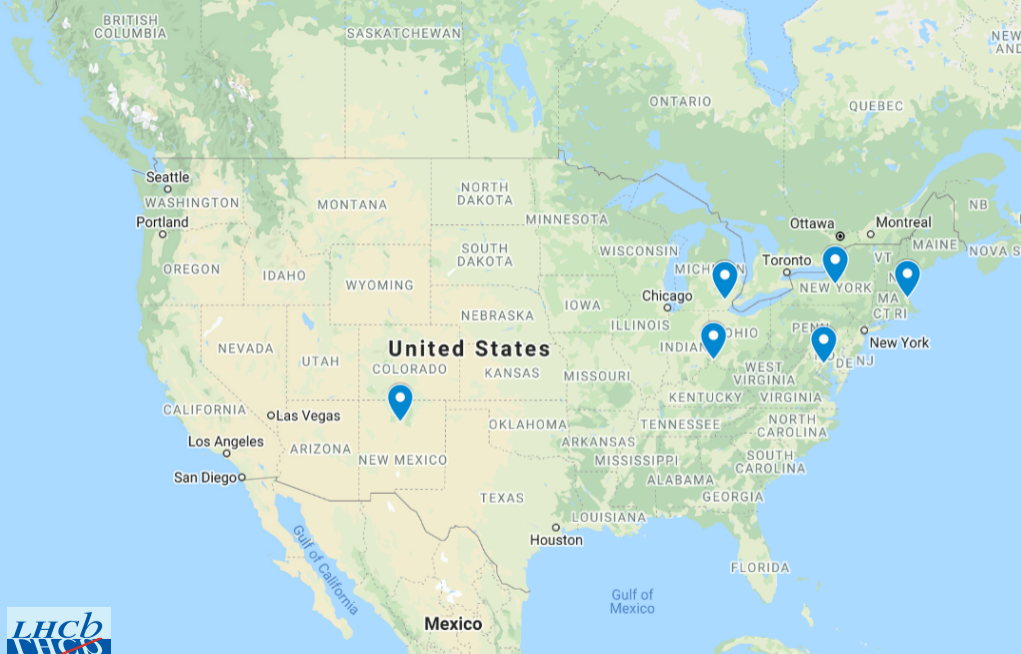 BRITISH
COLUMBIA
SASKATCHEWAN
NEW
AND
ONTARIO
QUEBEC
Seattle
WASHINGTON
MONTANA
NORTH
DAKOTA
MINNESOTA
Ottawa
Montreal
NB
Portland
MAINE
NOVA S
OREGON
IDAHO
SOUTH
DAKOTA
WISCONSIN
Toronto
VT
N
WYOMING
NEW YORK
Chicago
MA
CT RI
IOWA
NEBRASKA
ILLINOIS
PENN
New York
NEVADA
UTAH
United States
COLORADO
KANSAS
MISSOURI
INDIAN
OHIO
WEST
VIRGINIA
DE
NJ
KENTUCKY
VIRGINIA
CALIFORNIA
Las Vegas
OKLAHOMA
TENNESSEE
NORTH
CAROLINA
Los Angeles
ARIZONA
NEW MEXICO
ARKANSAS
MISSISSIPPI
SOUTH
CAROLINA
San Diego
ALABAMA
TEXAS
GEORGIA
LOUISIANA
Houston
Gulf of California
FLORIDA
Gulf of
Mexico
Mexico
LHCb